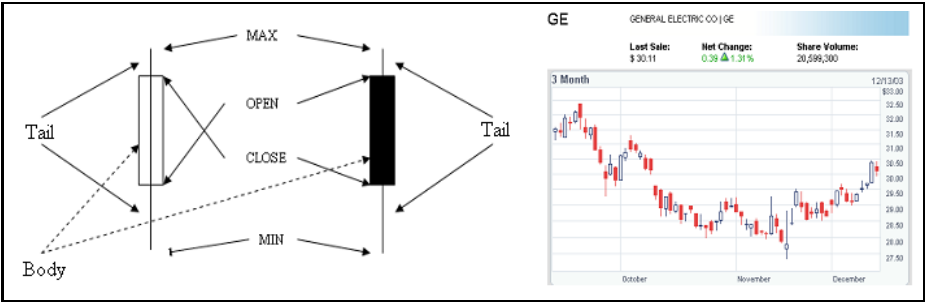 MAX
OPEN
CLOSE
MIN
Tail
Tail
Body
GE
GENERAL ELECTRIC CO | GE
Last Sale: Net Change: Share Volume:
$ 30.11 0.39 1.31% 20,599,300
3 Month 12/13/03
$33.00
32.50
32.00
31.50
31.00
30.50
30.00
29.50
29.00
28.50
28.00
27.50
October November December